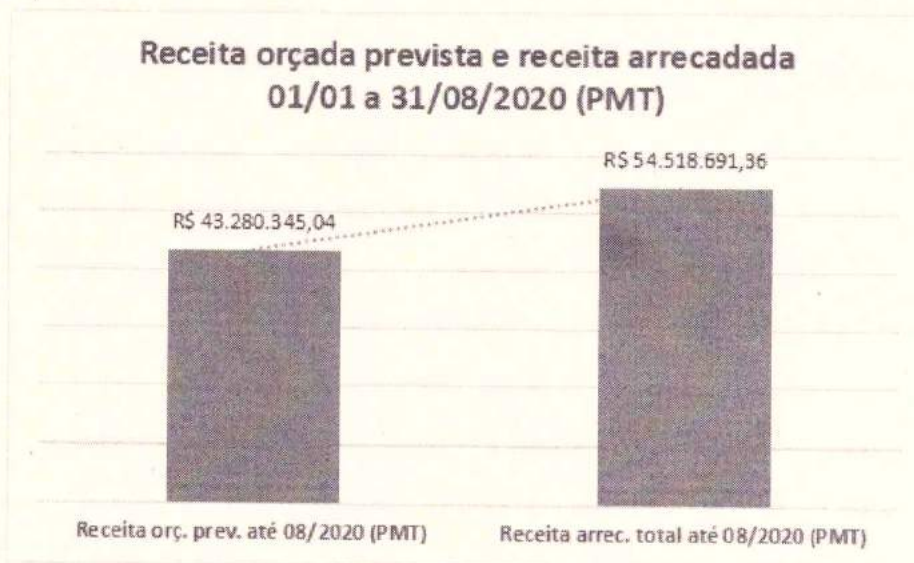 Receita orçada prevista e receita arrecadada
01/01 a 31/08/2020 (PMT)
R$ 54.518.691,36
R$ 43.280.345,04
Receita orç. prev. até 08/2020 (PMT)
Receita arrec. total até 08/2020 (PMT)